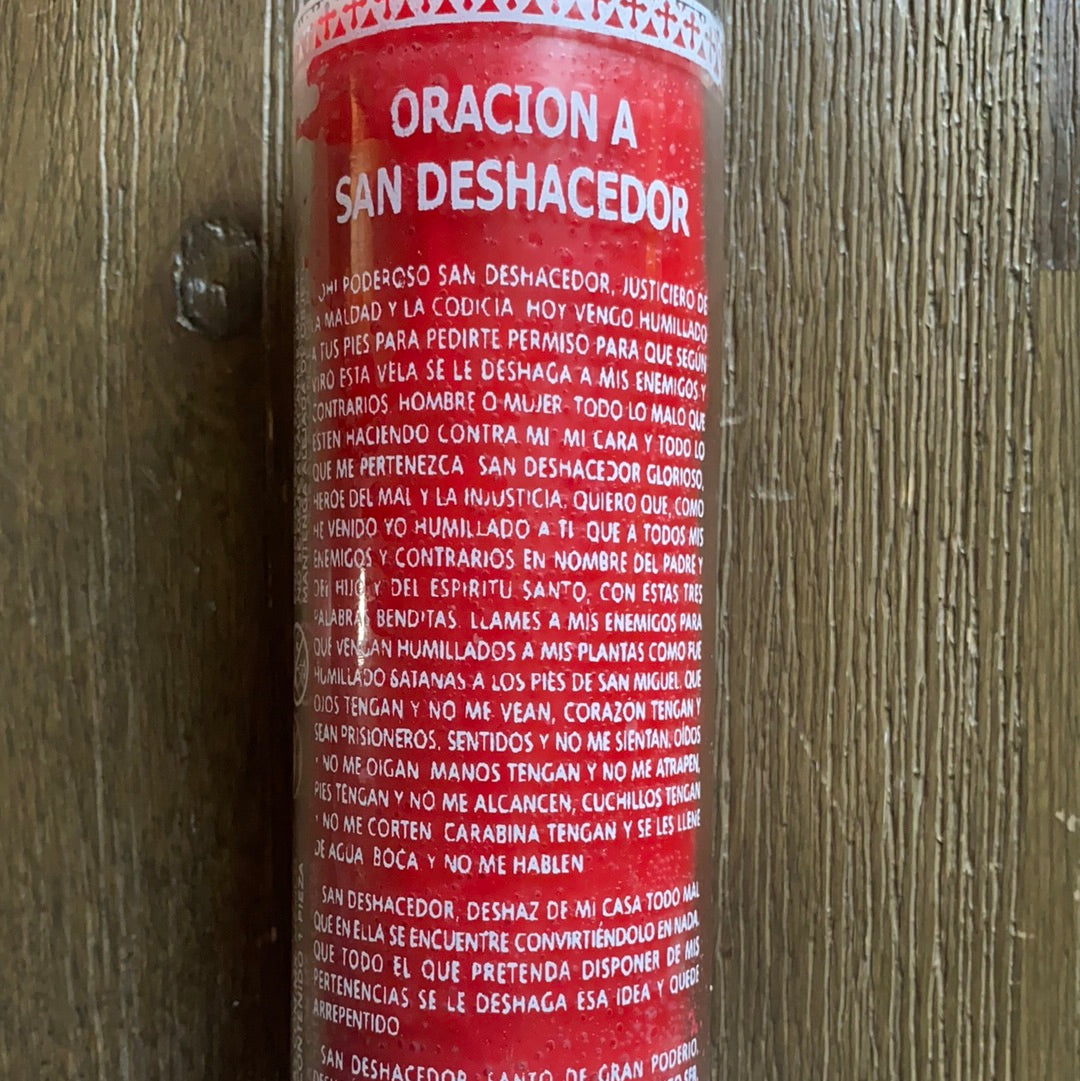 ORACION A
SAN DESHACEDOR
OH! PODEROSO SAN DESHACEDOR, JUSTICIERO DE
LA MALDAD Y LA CODICIA HOY VENGO HUMILLADO
A TUS PIES PARA PEDIRTE PERMISO PARA QUE SEGÚN
VIRÓ ESTA VELA SE LE DESHAGA A MIS ENEMIGOS Y
CONTRARIOS HOMBRE O MUJER TODO LO MALO QUE
ESTEN HACIENDO CONTRA MI MI CARA Y TODO LO
QUE ME PERTENEZCA SAN DESHACEDOR GLORIOSO,
HEROE DEL MAL Y LA INJUSTICIA, QUIERO QUE, COMO
HE VENIDO YO HUMILLADO A TI QUE A TODOS MIS
ENEMIGOS Y CONTRARIOS EN NOMBRE DEL PADRE Y
DEL HIJO Y DEL ESPIRITU SANTO, CON ESTAS TRES
PALABRAS BENDITAS LLAMES A MIS ENEMIGOS PARA
QUE VENGAN HUMILLADOS A MIS PLANTAS COMO FUE
HUMILLADO SATANAS A LOS PIES DE SAN MIGUEL QUE
OJOS TENGAN Y NO ME VEAN, CORAZON TENGAN Y
SEAN PRISIONEROS, SENTIDOS Y NO ME SIENTAN, OÍDOS
Y NO ME OIGAN MANOS TENGAN Y NO ME ATRAPEN,
PIES TENGAN Y NO ME ALCANCEN, CUCHILLOS TENGAN
Y NO ME CORTEN CARABINA TENGAN Y SE LES LLENE
DE AGUA BOCA Y NO ME HABLEN
SAN DESHACEDOR, DESHAZ DE MI CASA TODO MAL
QUE EN ELLA SE ENCUENTRE CONVIRTIÉNDOLO EN NADA.
QUE TODO EL QUE PRETENDA DISPONER DE MIS
PERTENENCIAS SE LE DESHAGA ESA IDEA Y QUEDE
ARREPENTIDO
SAN DESHACEDOR, SANTO DE GRAN PODERIO,
CONTENIDO 1 PIEZA